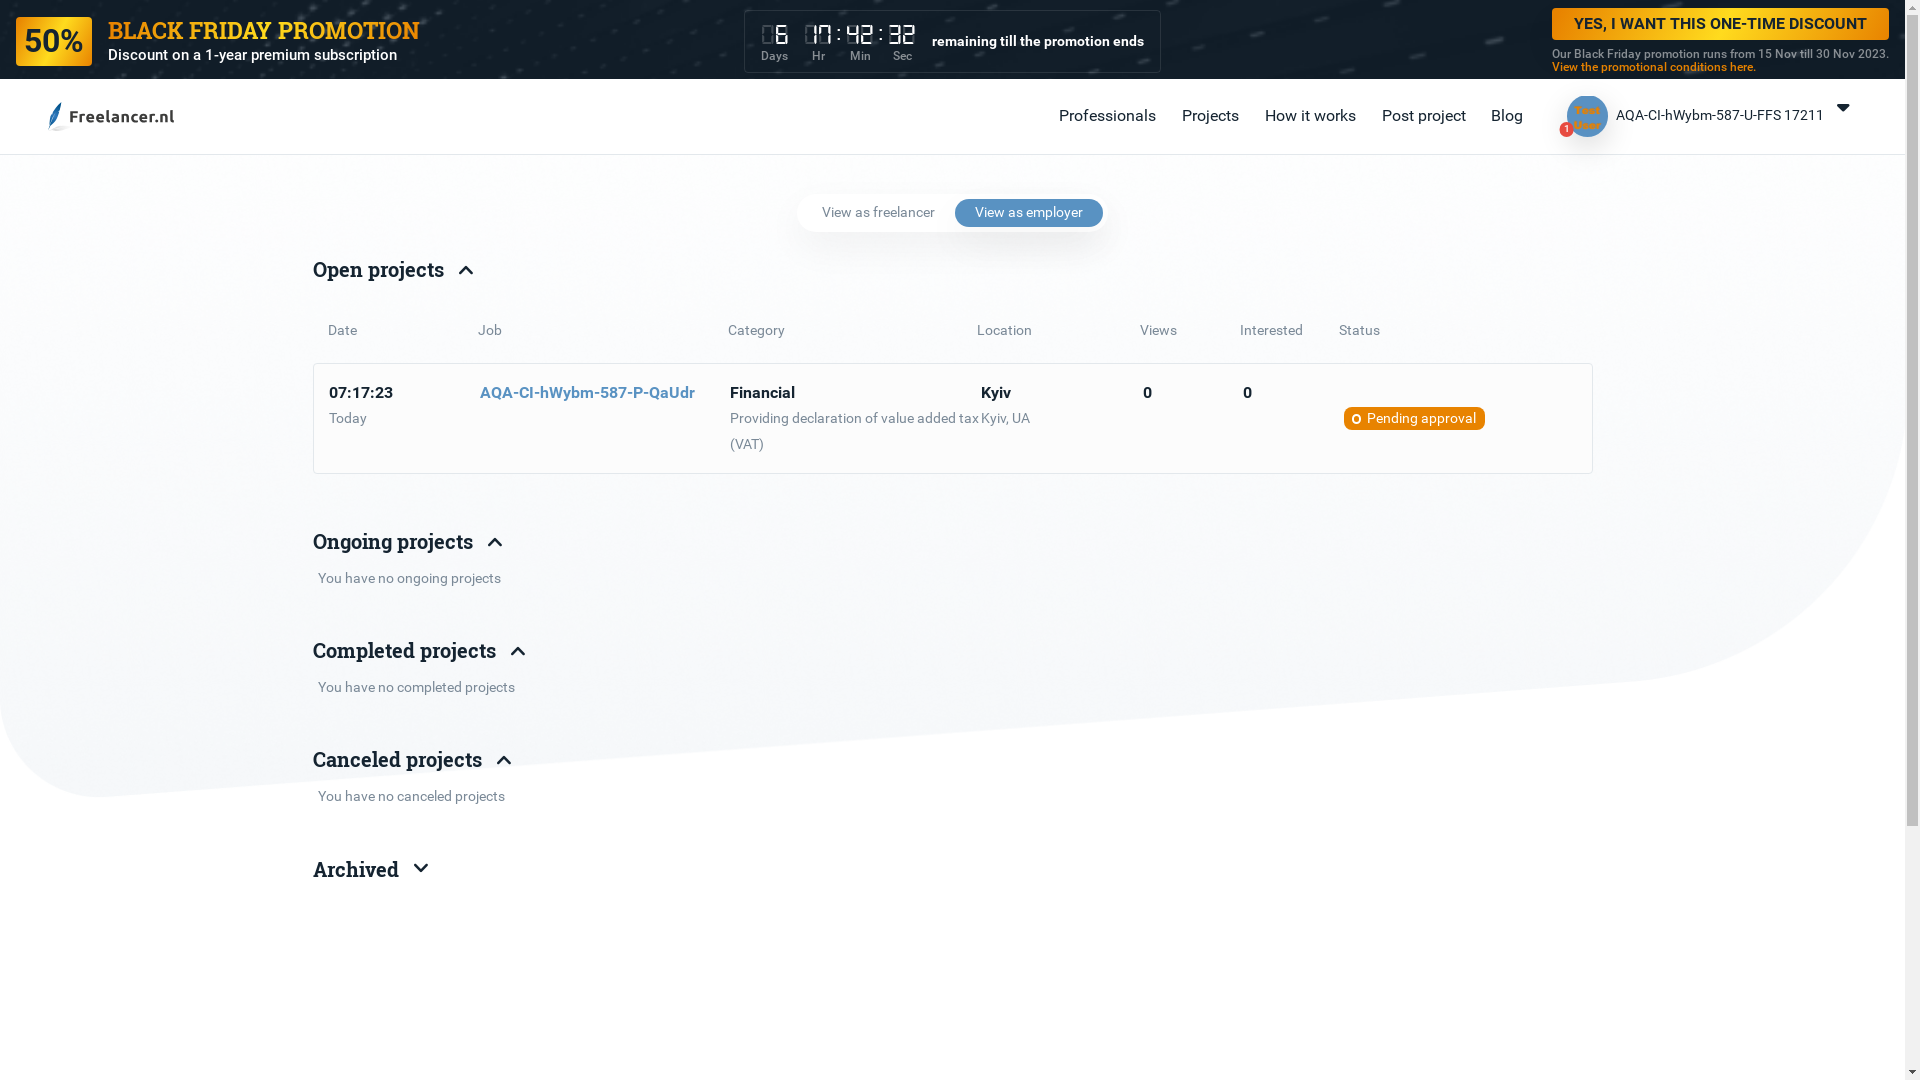 50%
BLACK FRIDAY PROMOTION
Discount on a 1-year premium subscription
6 17 : 42 : 32
Days Hr Min Sec
remaining till the promotion ends
YES, I WANT THIS ONE-TIME DISCOUNT
Our Black Friday promotion runs from 15 Nov till 30 Nov 2023.
View the promotional conditions here.
Freelancer.nl
Professionals Projects How it works Post project Blog
Test
User
1
AQA-CI-hWybm-587-U-FFS 17211
View as freelancer View as employer
Open projects
Date Job Category Location Views Interested Status
07:17:23 AQA-CI-hWybm-587-P-QaUdr Financial Kyiv 0 0
Today Providing declaration of value added tax Kyiv, UA Pending approval
(VAT)
Ongoing projects
You have no ongoing projects
Completed projects
You have no completed projects
Canceled projects
You have no canceled projects
Archived